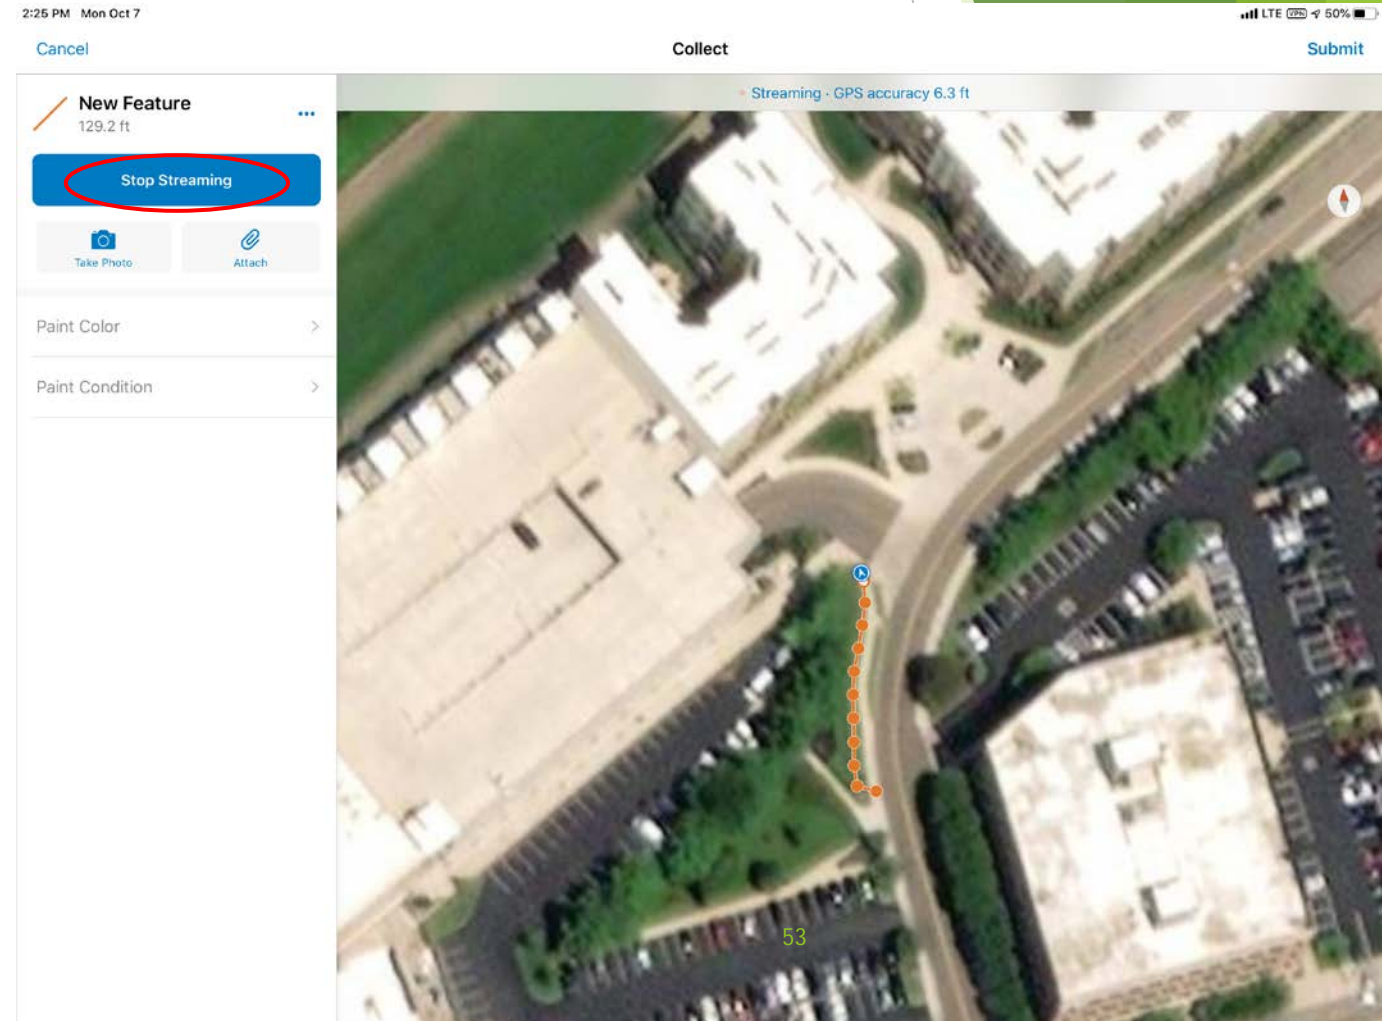 2:25 PM Mon Oct 7
LTE VPN 50%
Cancel
Collect
Submit
New Feature
129.2 ft
Streaming · GPS accuracy 6.3 ft
Stop Streaming
Take Photo
Attach
Paint Color
Paint Condition
53